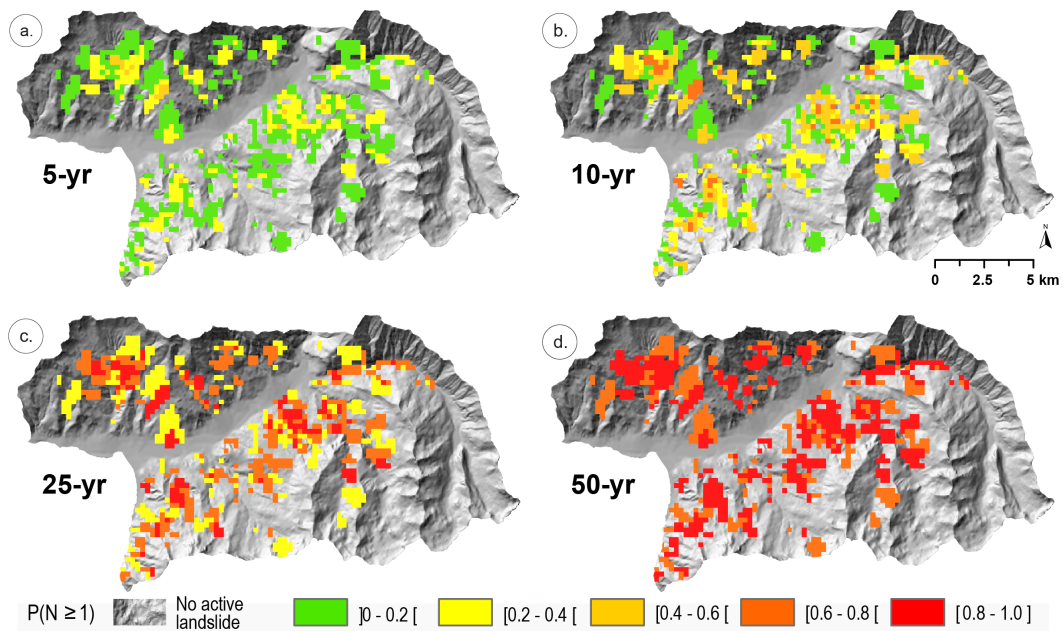 a.
b.
5-yr
10-yr
N
0 2.5 5 km
c.
d.
25-yr
50-yr
P(N ≥ 1)
No active
landslide
]0 - 0.2 [
[0.2 - 0.4 [
[0.4 - 0.6 [
[0.6 - 0.8 [
[0.8 - 1.0 ]